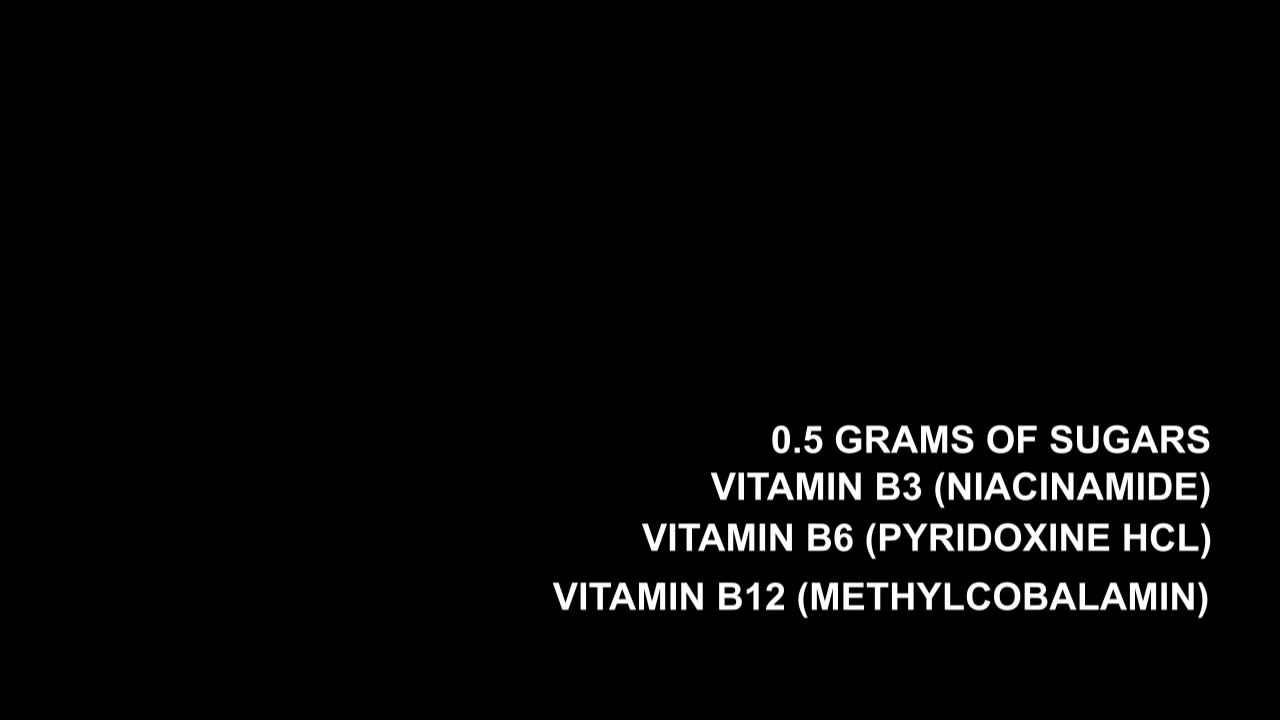 0.5 GRAMS OF SUGARS
VITAMIN B3 (NIACINAMIDE)
VITAMIN B6 (PYRIDOXINE HCL)
VITAMIN B12 (METHYLCOBALAMIN)